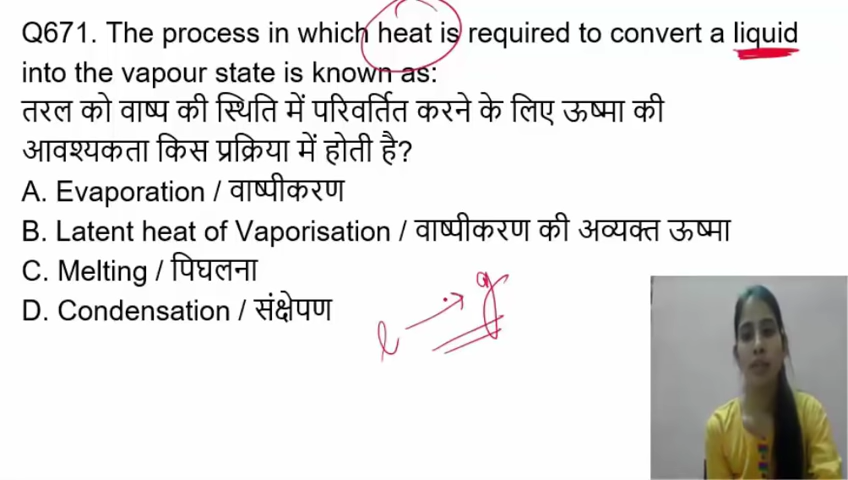 Q671. The process in which heat is required to convert a liquid
into the vapour state is known as:
तरल को वाष्प की स्थिति में परिवर्तित करने के लिए ऊष्मा की
आवश्यकता किस प्रक्रिया में होती है?
A. Evaporation / वाष्पीकरण
B. Latent heat of Vaporisation / वाष्पीकरण की अव्यक्त ऊष्मा
C. Melting / पिघलना
D. Condensation / संक्षेपण
l → g